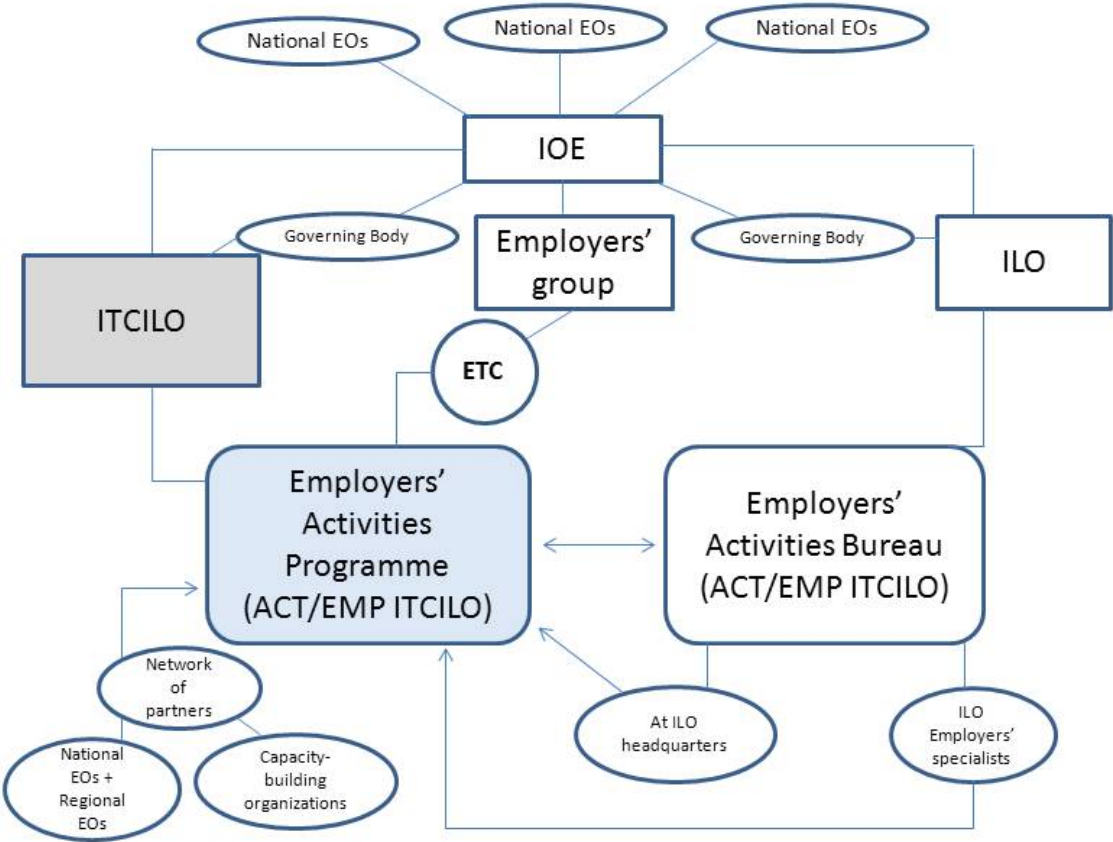 National EOs
National EOs
National EOs
IOE
Governing Body
Employers’
group
Governing Body
ILO
ITCILO
ETC
Employers’
Activities
Programme
(ACT/EMP ITCILO)
Employers’
Activities Bureau
(ACT/EMP ITCILO)
Network
of
partners
At ILO
headquarters
ILO
Employers’
specialists
National
EOs +
Regional
EOs
Capacity-
building
organizations